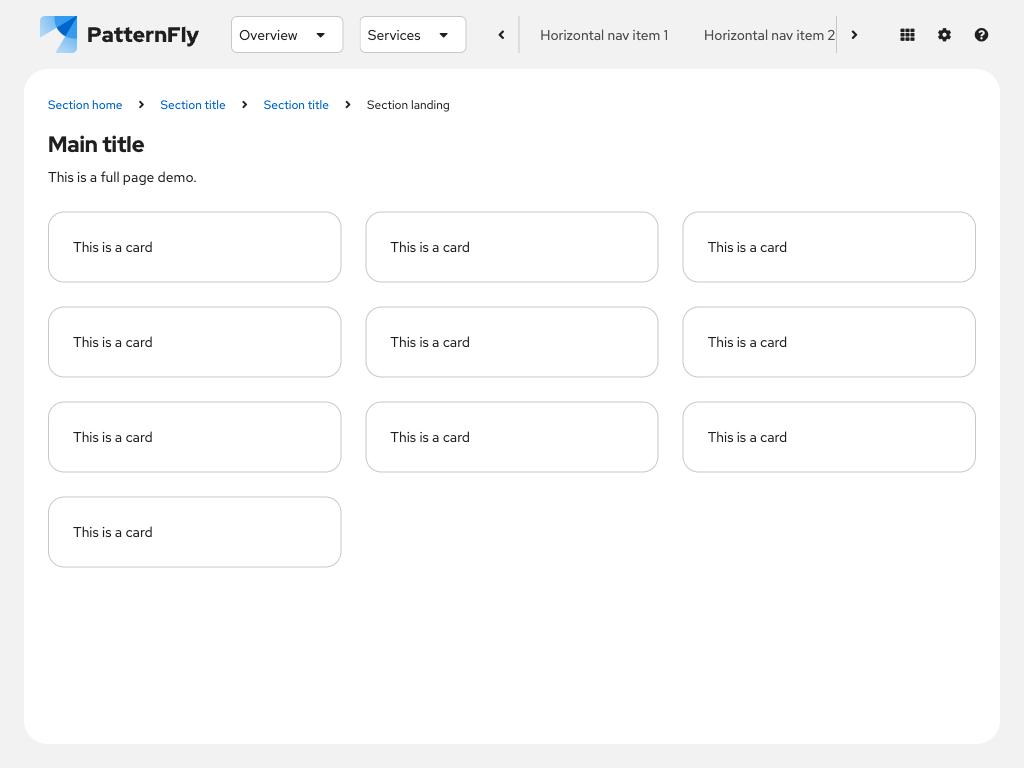 PatternFly Overview Services Horizontal nav item 1 Horizontal nav item 2
Section home Section title Section title Section landing
Main title
This is a full page demo.
This is a card This is a card This is a card
This is a card This is a card This is a card
This is a card This is a card This is a card
This is a card